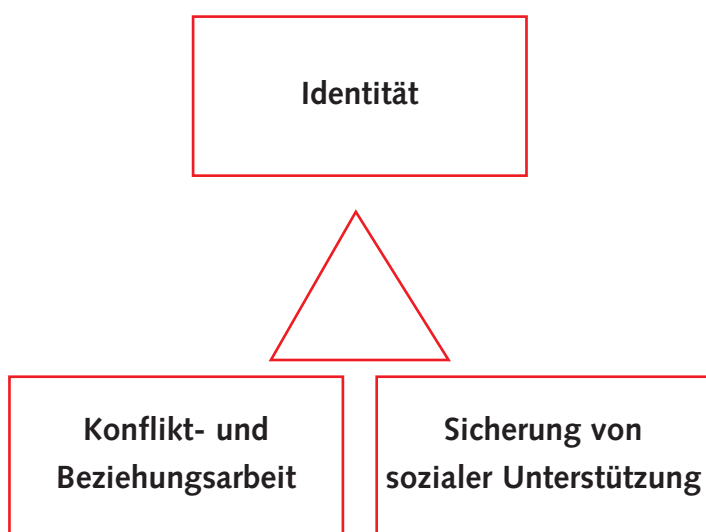 Identität
Konflikt- und
Beziehungsarbeit
Sicherung von
sozialer Unterstützung